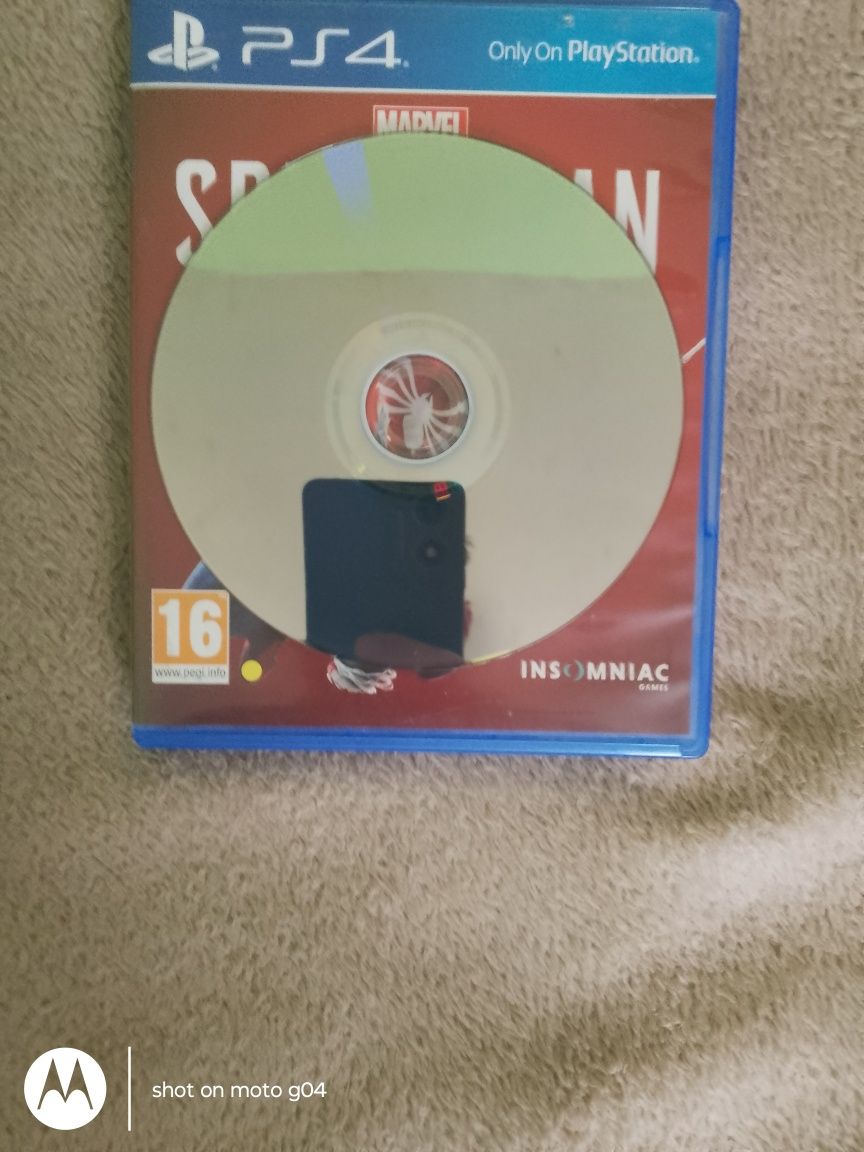 PS4 Only On PlayStation.
MARVEL
16
www.pegi.info
INSOMNIAC
GAMES
shot on moto g04